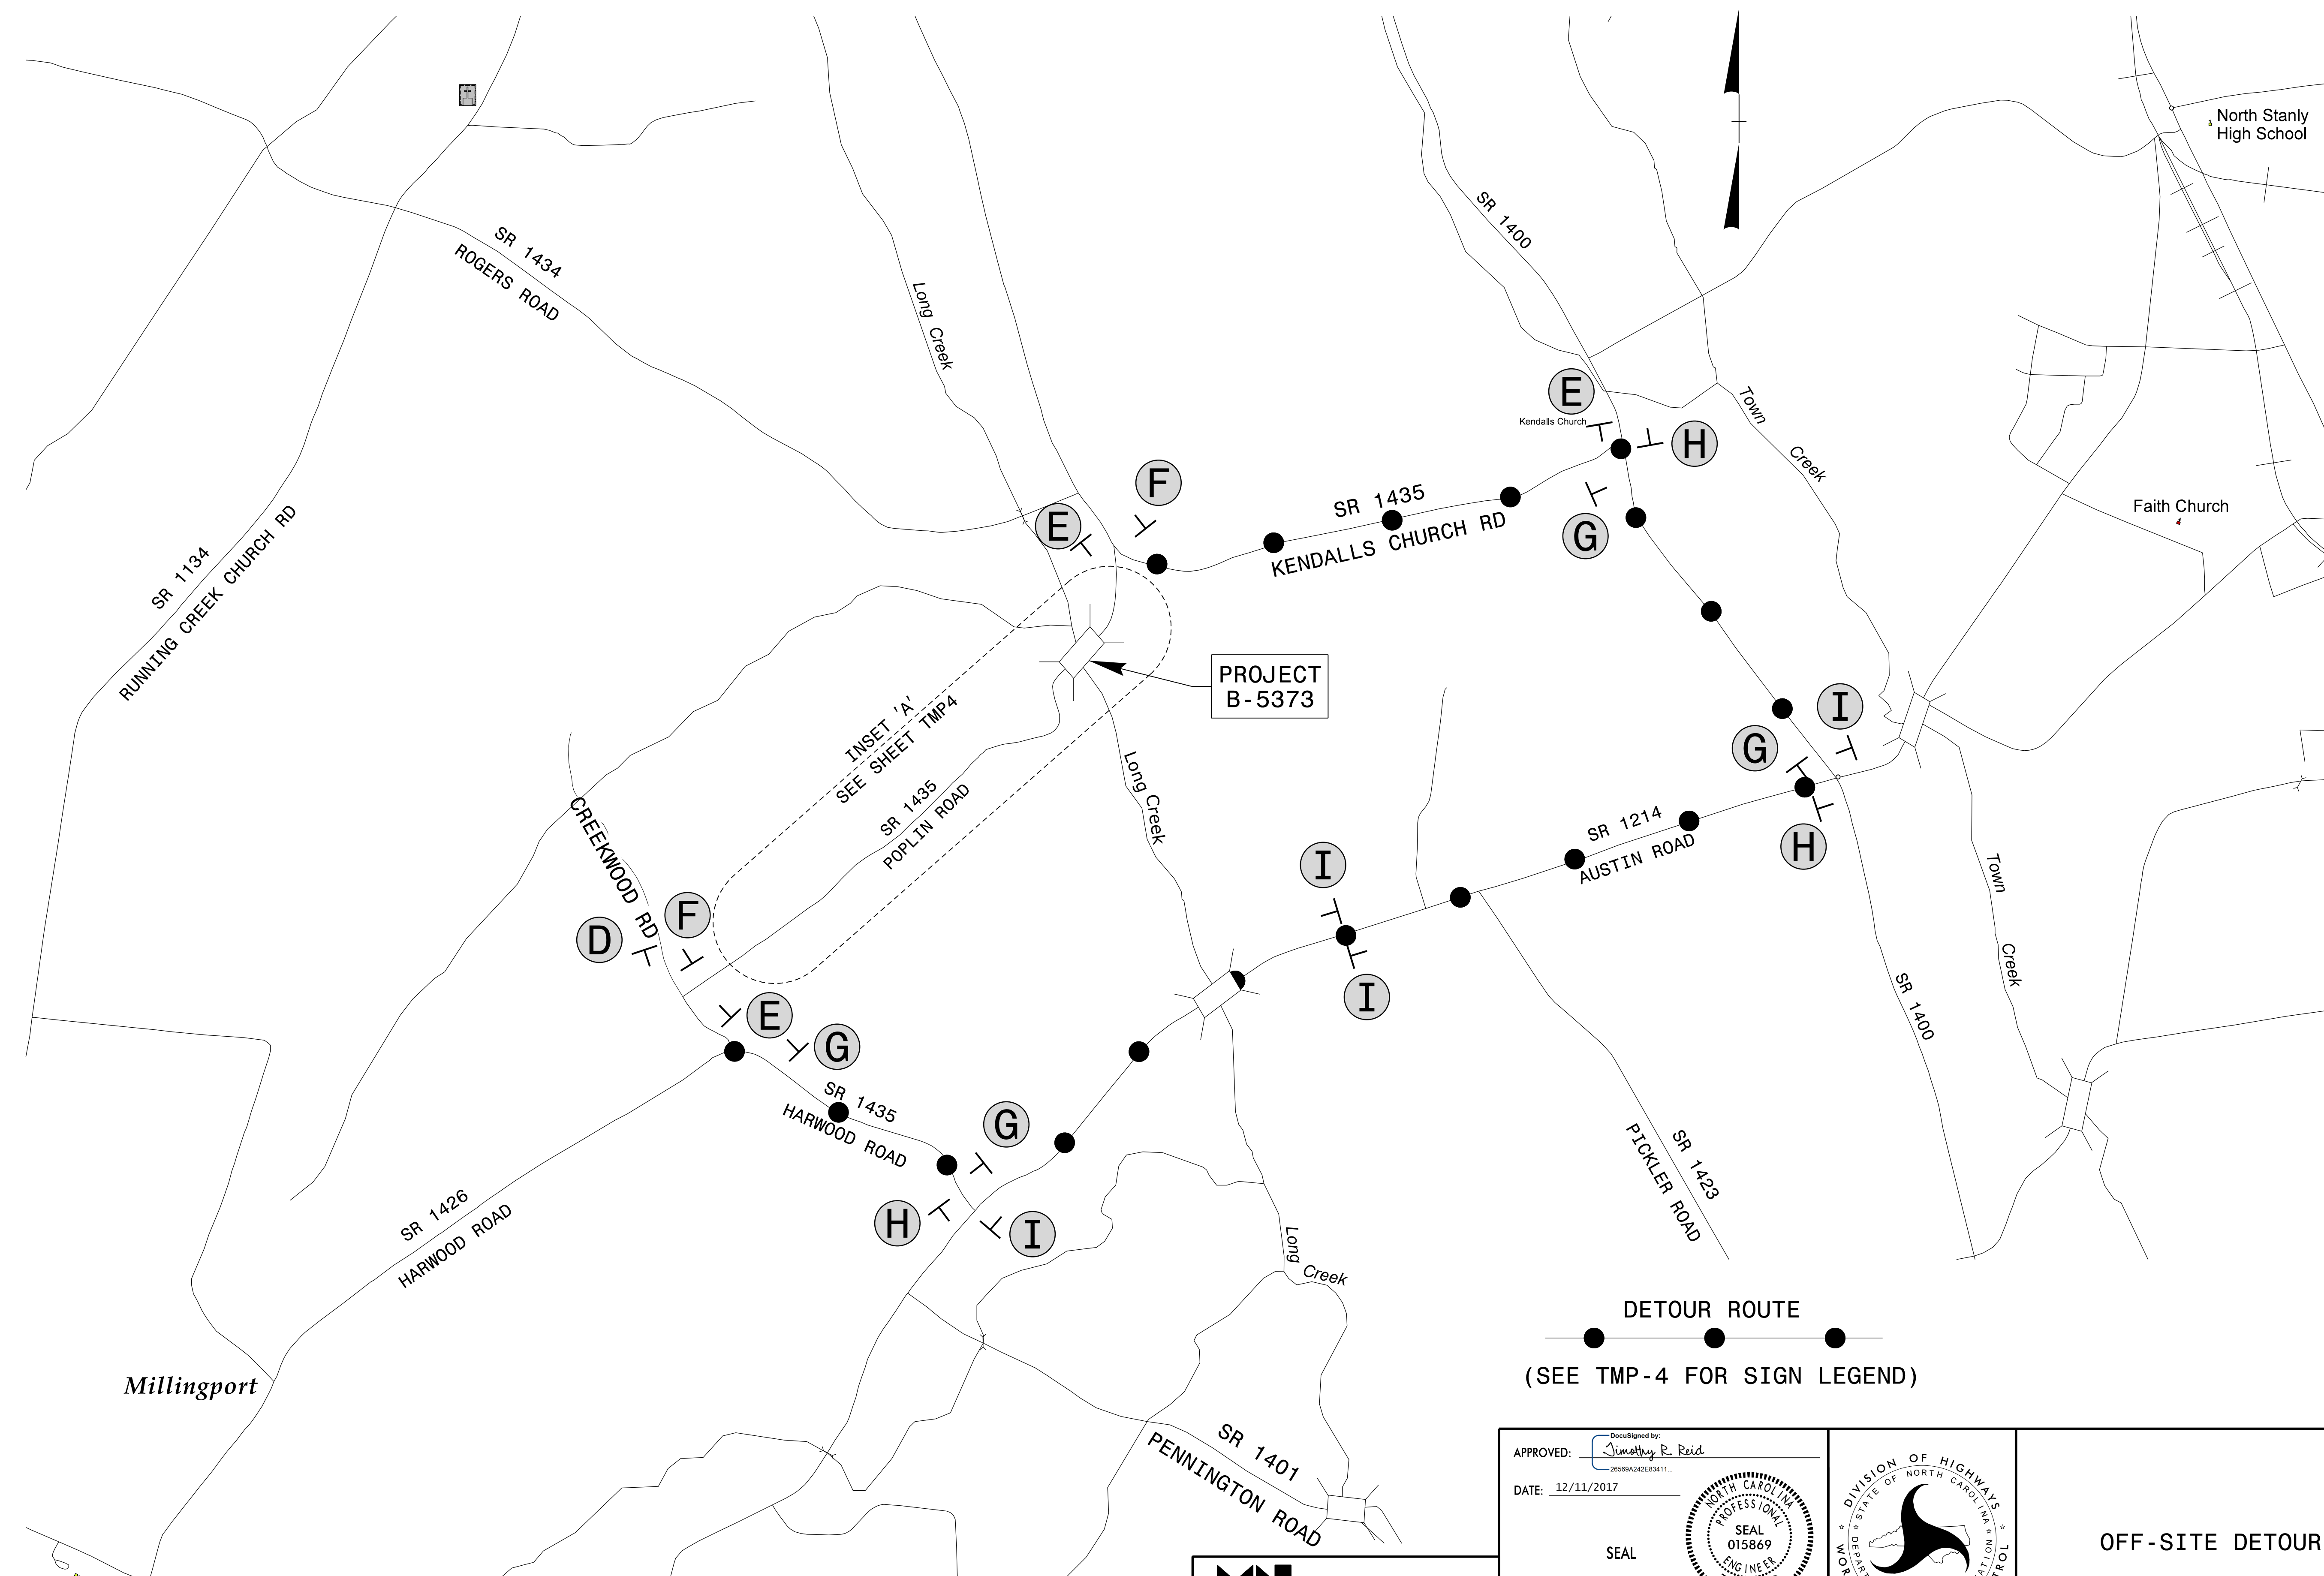 North Stanly
High School
SR 1400
SR 1434
ROGERS ROAD
Long Creek
E
Kendalls Church
H
Town
Creek
F
E
SR 1435
KENDALLS CHURCH RD
G
Faith Church
SR 1134
RUNNING CREEK CHURCH RD
PROJECT
B-5373
INSET 'A'
SEE SHEET TMP4
I
G
H
SR 1435
POPLIN ROAD
Long Creek
CREEKWOOD RD
SR 1214
AUSTIN ROAD
I
I
Town
Creek
D
F
E
G
SR 1400
SR 1435
HARWOOD ROAD
G
H
I
SR 1423
PICKLER ROAD
SR 1426
HARWOOD ROAD
Long
Creek
DETOUR ROUTE
(SEE TMP-4 FOR SIGN LEGEND)
Millingport
SR 1401
PENNINGTON ROAD
DocuSigned by:
APPROVED: Timothy R. Reid
26569A242E83411...
DATE: 12/11/2017
SEAL
NORTH CAROLINA
PROFESSIONAL
SEAL
015869
ENGINEER
DIVISION OF HIGHWAYS
STATE OF NORTH CAROLINA
OFF-SITE DETOUR